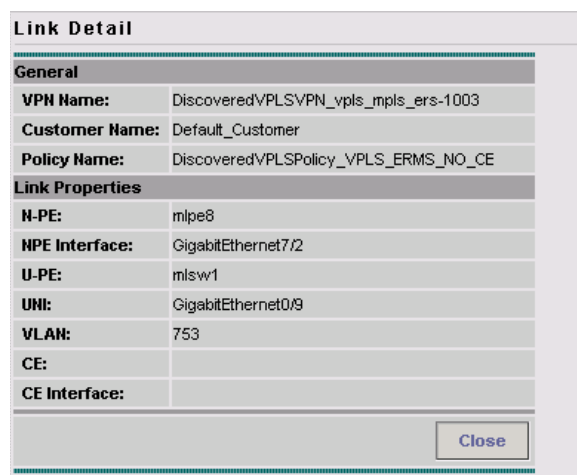 Link Detail
General
VPN Name: DiscoveredVPLSVPN_vpls_mpls_ers-1003
Customer Name: Default_Customer
Policy Name: DiscoveredVPLSPolicy_VPLS_ERMS_NO_CE
Link Properties
N-PE: mlpe8
NPE Interface: GigabitEthernet7/2
U-PE: mlsw1
UNI: GigabitEthernet0/9
VLAN: 753
CE:
CE Interface:
Close